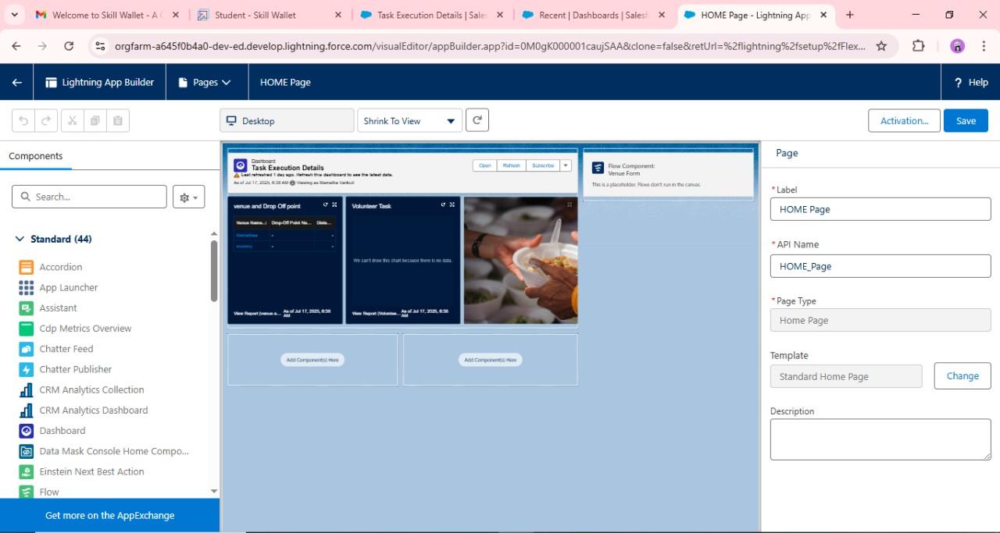 Welcome to Skill Wallet - A C
Student - Skill Wallet
Task Execution Details | Sales
Recent | Dashboards | Salesf
HOME Page - Lightning App
orgfarm-a645f0b4a0-dev-ed.develop.lightning.force.com/visualEditor/appBuilder.app?id=0M0gK000001caujSAA&clone=false&retUrl=%2flightning%2fsetup%2fFlex...
Lightning App Builder
Pages
HOME Page
? Help
Desktop
Shrink To View
Activation...
Save
Components
Search...
Standard (44)
Accordion
App Launcher
Assistant
Cdp Metrics Overview
Chatter Feed
Chatter Publisher
CRM Analytics Collection
CRM Analytics Dashboard
Dashboard
Data Mask Console Home Compo...
Einstein Next Best Action
Flow
Get more on the AppExchange
Dashboard
Task Execution Details
Last refreshed 1 day ago. Refresh this dashboard to see the latest data.
As of Jul 17, 2025, 6:38 AM Viewing as Mamatha
Open
Refresh
Subscribe
venue and Drop Off point
Venue Name... Drop-Off Point Na... Dista...
- -
- -
View Report (venue a... As of Jul 17, 2025, 6:38 AM
Volunteer Task
We can't draw this chart because there is no data.
View Report (Voluntee... As of Jul 17, 2025, 6:38 AM
Flow Component:
Venue Form
This is a placeholder. Flows don't run in the canvas.
Add Component(s) Here
Add Component(s) Here
Page
* Label
HOME Page
* API Name
HOME_Page
* Page Type
Home Page
Template
Standard Home Page
Change
Description